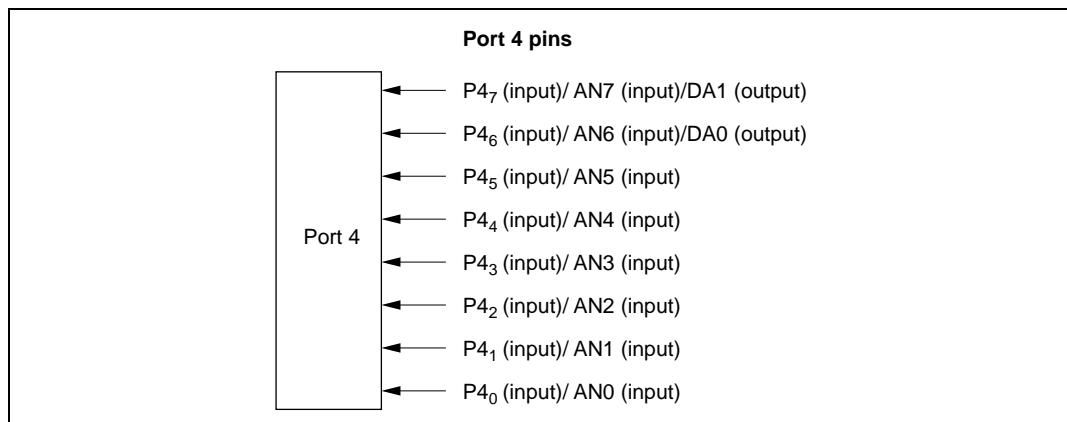 Port 4 pins
P4₇ (input)/ AN7 (input)/DA1 (output)
P4₆ (input)/ AN6 (input)/DA0 (output)
P4₅ (input)/ AN5 (input)
P4₄ (input)/ AN4 (input)
Port 4
P4₃ (input)/ AN3 (input)
P4₂ (input)/ AN2 (input)
P4₁ (input)/ AN1 (input)
P4₀ (input)/ AN0 (input)